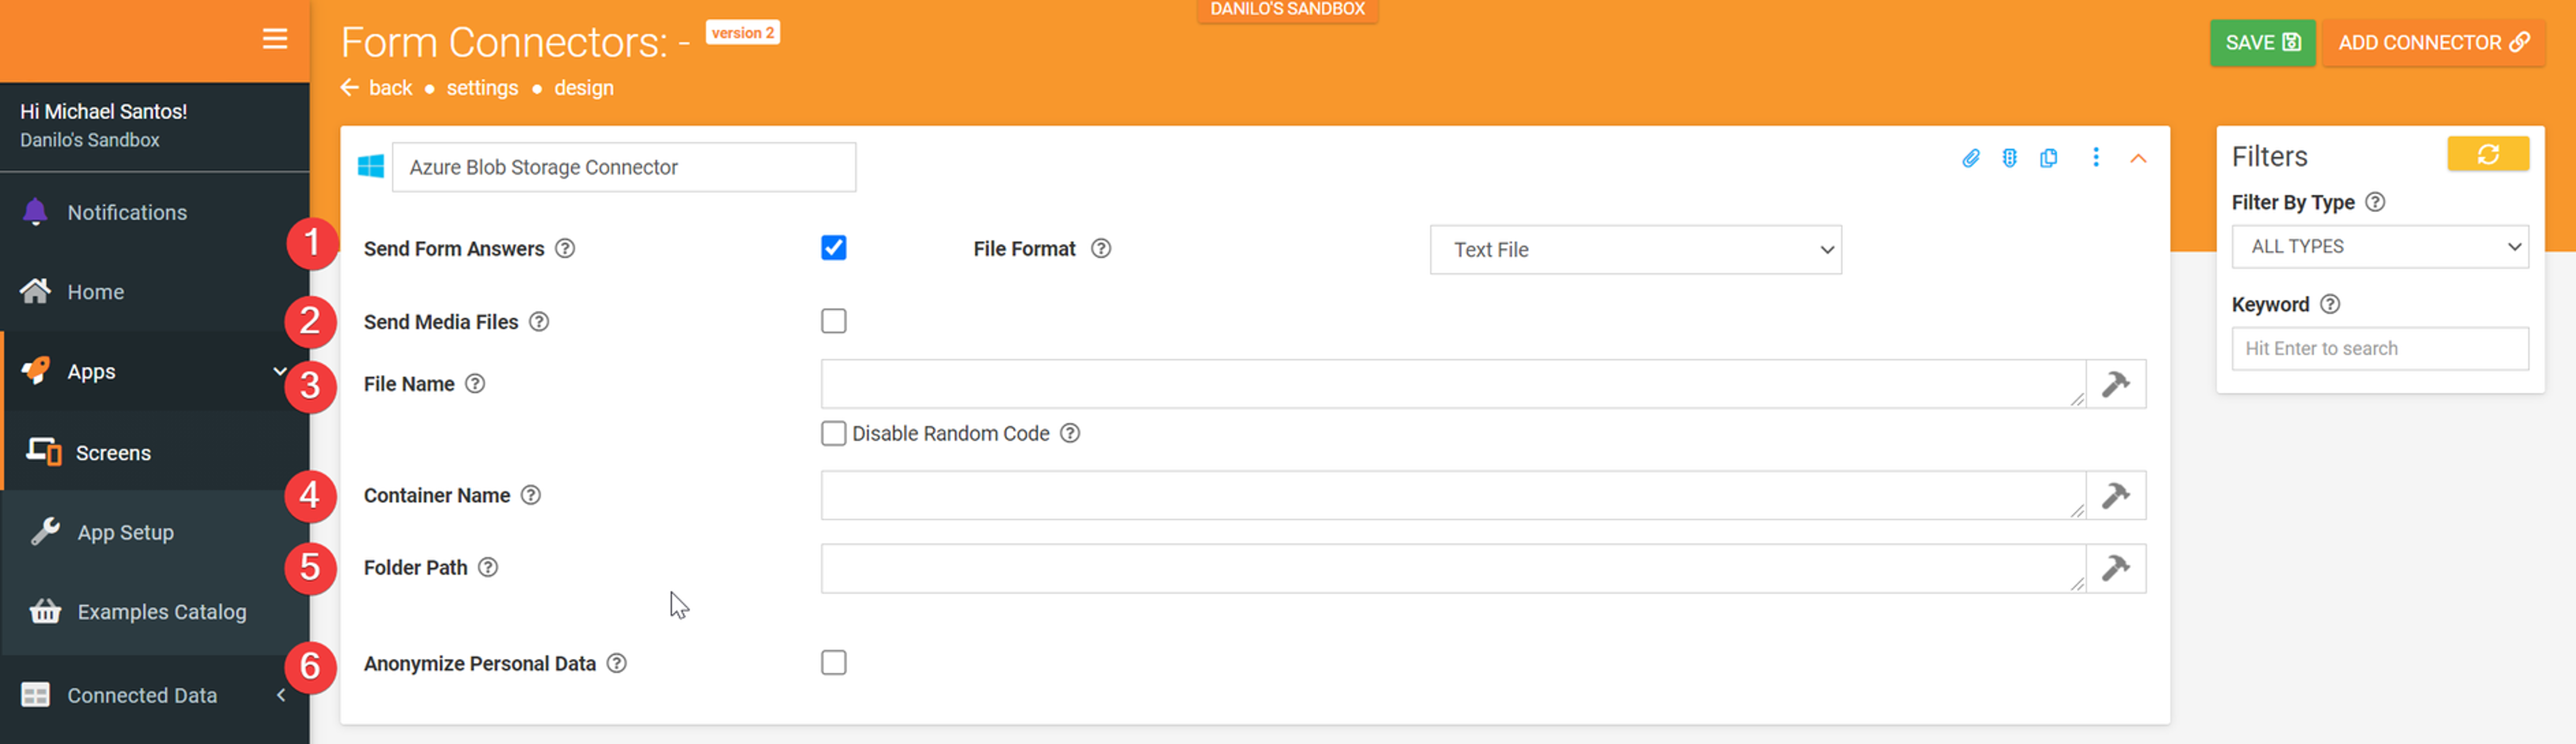 DANILO'S SANDBOX
Form Connectors: - version 2
SAVE
ADD CONNECTOR
back • settings • design
Hi Michael Santos!
Danilo's Sandbox
Notifications
Home
Apps
Screens
App Setup
Examples Catalog
Connected Data
Azure Blob Storage Connector
1 Send Form Answers ? File Format ? Text File
2 Send Media Files ?
3 File Name ?
Disable Random Code ?
4 Container Name ?
5 Folder Path ?
6 Anonymize Personal Data ?
Filters
Filter By Type ?
ALL TYPES
Keyword ?
Hit Enter to search